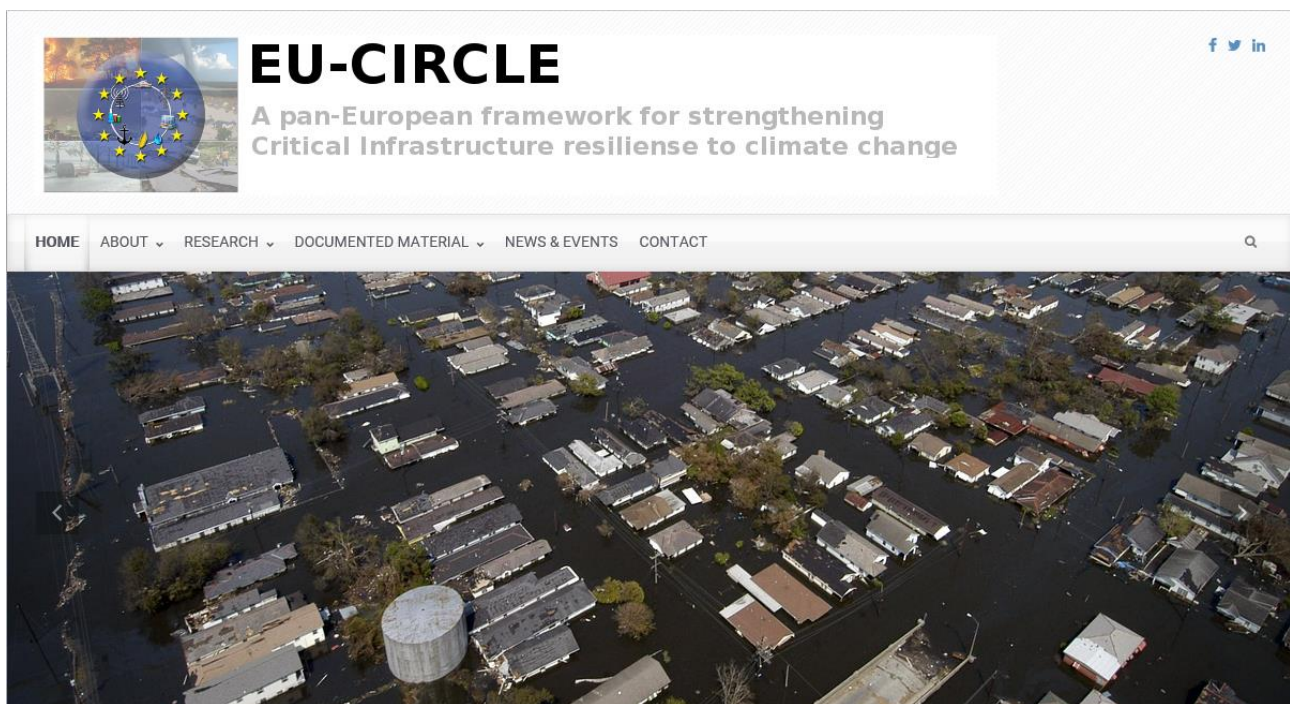 EU-CIRCLE
A pan-European framework for strengthening
Critical Infrastructure resiliense to climate change
HOME ABOUT RESEARCH DOCUMENTED MATERIAL NEWS & EVENTS CONTACT